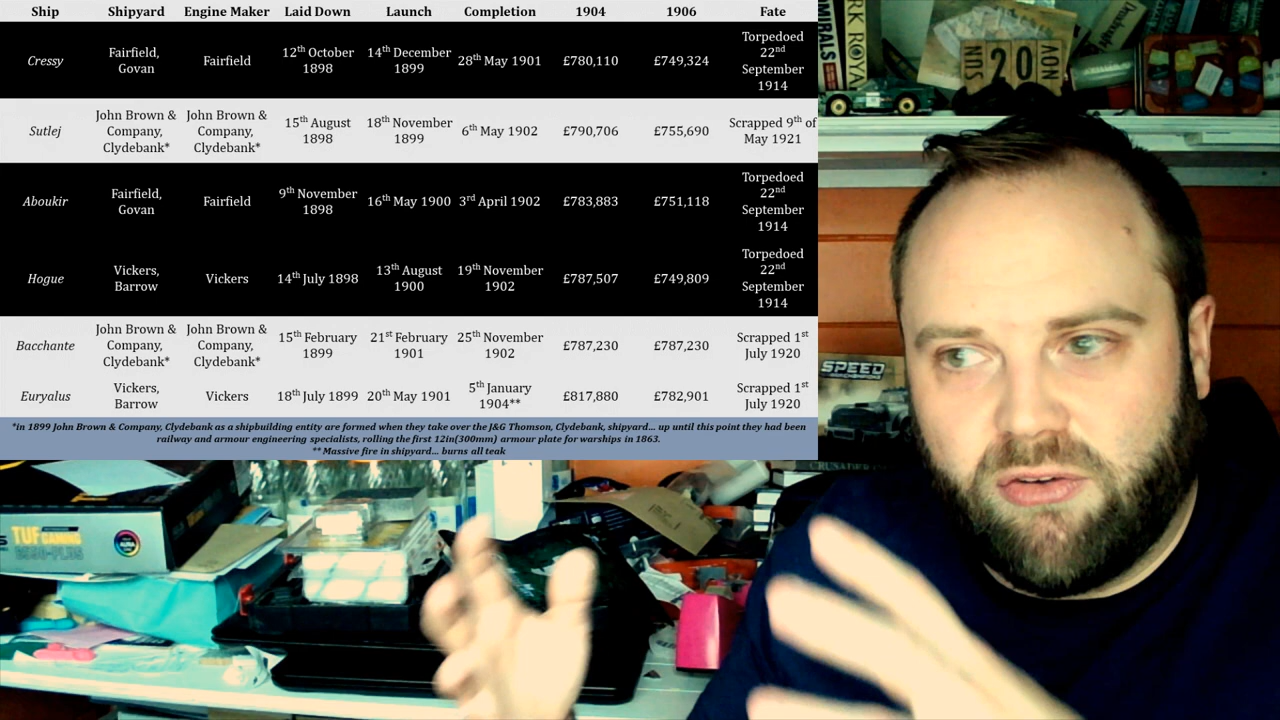 Ship Shipyard Engine Maker Laid Down Launch Completion 1904 1906 Fate
Cressy Fairfield, Govan Fairfield 12th October 1898 14th December 1899 28th May 1901 £780,110 £749,324 Torpedoed 22nd September 1914
Sutlej John Brown & Company, Clydebank* John Brown & Company, Clydebank* 15th August 1898 18th November 1899 6th May 1902 £790,706 £755,690 Scrapped 9th of May 1921
Aboukir Fairfield, Govan Fairfield 9th November 1898 16th May 1900 3rd April 1902 £783,883 £751,118 Torpedoed 22nd September 1914
Hogue Vickers, Barrow Vickers 14th July 1898 13th August 1900 19th November 1902 £787,507 £749,809 Torpedoed 22nd September 1914
Bacchante John Brown & Company, Clydebank* John Brown & Company, Clydebank* 15th February 1899 21st February 1901 25th November 1902 £787,230 £787,230 Scrapped 1st July 1920
Euryalus Vickers, Barrow Vickers 18th July 1899 20th May 1901 5th January 1904** £817,880 £782,901 Scrapped 1st July 1920
*in 1899 John Brown & Company, Clydebank as a shipbuilding entity are formed when they take over the J&G Thomson, Clydebank, shipyard... up until this point they had been
railway and armour engineering specialists, rolling the first 12in(300mm) armour plate for warships in 1863.
** Massive fire in shipyard... burns all teak
SUN 20 NOV
RK ROYAL
SPEED
CHAMPIONS
CRUSADER
TUF GAMING